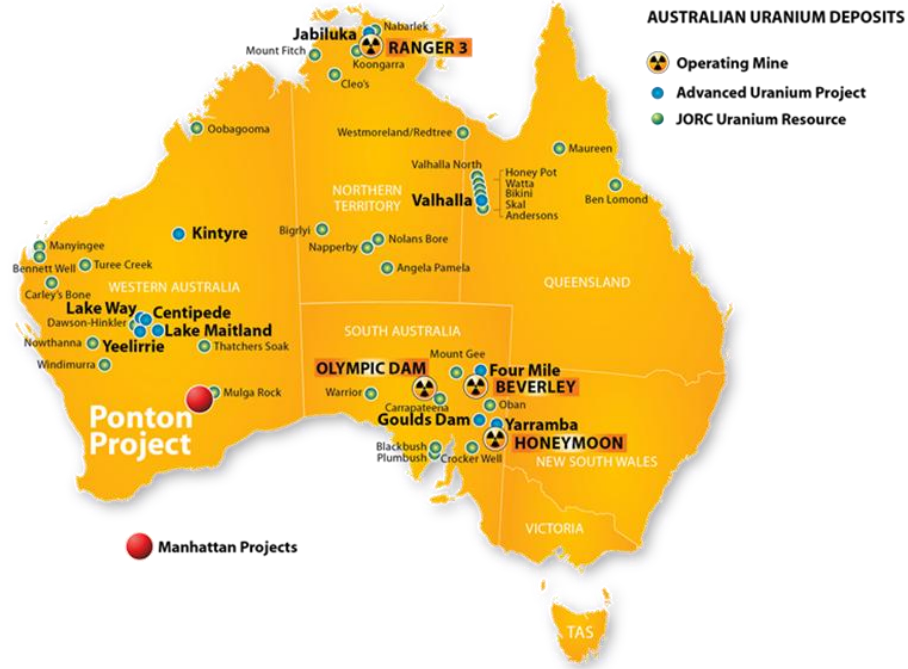 AUSTRALIAN URANIUM DEPOSITS
Operating Mine
Advanced Uranium Project
JORC Uranium Resource
Nabarlek
Jabiluka
RANGER 3
Mount Fitch
Koongarra
Cleo's
Oobagooma
Westmoreland/Redtree
Maureen
Valhalla North
Honey Pot
Watta
Bikini
Skal
Andersons
Valhalla
Ben Lomond
NORTHERN
TERRITORY
Kintyre
Bigrlyi
Nolans Bore
Napperby
Angela Pamela
Manyingee
Bennett Well
Turee Creek
Carley's Bone
WESTERN AUSTRALIA
QUEENSLAND
Lake Way
Centipede
Dawson-Hinkler
Lake Maitland
Nowthanna
Yeelirrie
Thatchers Soak
Windimurra
SOUTH AUSTRALIA
Mount Gee
OLYMPIC DAM
Four Mile
BEVERLEY
Mulga Rock
Warrior
Carrapateena
Oban
Ponton
Project
Goulds Dam
Yarramba
HONEYMOON
Blackbush
Plumbush
Crocker Well
NEW SOUTH WALES
VICTORIA
Manhattan Projects
TAS